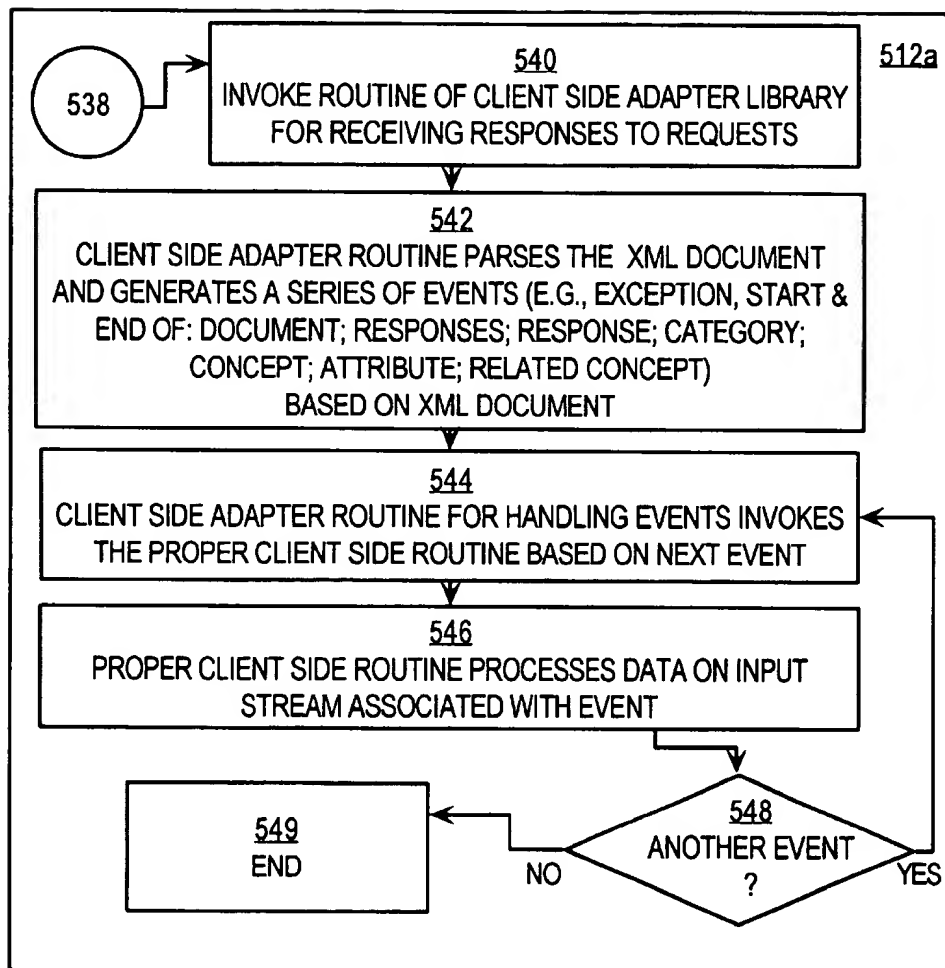 512a
538
540
INVOKE ROUTINE OF CLIENT SIDE ADAPTER LIBRARY
FOR RECEIVING RESPONSES TO REQUESTS
542
CLIENT SIDE ADAPTER ROUTINE PARSES THE XML DOCUMENT
AND GENERATES A SERIES OF EVENTS (E.G., EXCEPTION, START &
END OF: DOCUMENT; RESPONSES; RESPONSE; CATEGORY;
CONCEPT; ATTRIBUTE; RELATED CONCEPT)
BASED ON XML DOCUMENT
544
CLIENT SIDE ADAPTER ROUTINE FOR HANDLING EVENTS INVOKES
THE PROPER CLIENT SIDE ROUTINE BASED ON NEXT EVENT
546
PROPER CLIENT SIDE ROUTINE PROCESSES DATA ON INPUT
STREAM ASSOCIATED WITH EVENT
548
ANOTHER EVENT
?
NO
YES
549
END